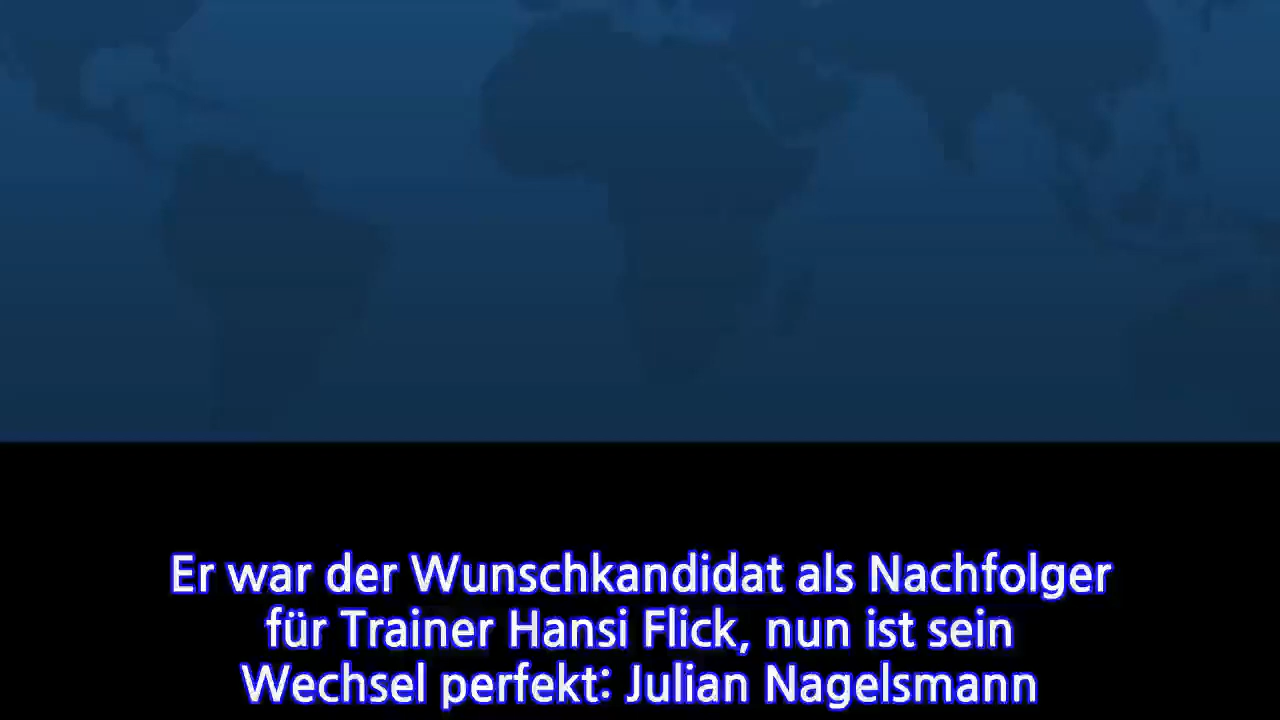 Er war der Wunschkandidat als Nachfolger
für Trainer Hansi Flick, nun ist sein
Wechsel perfekt: Julian Nagelsmann